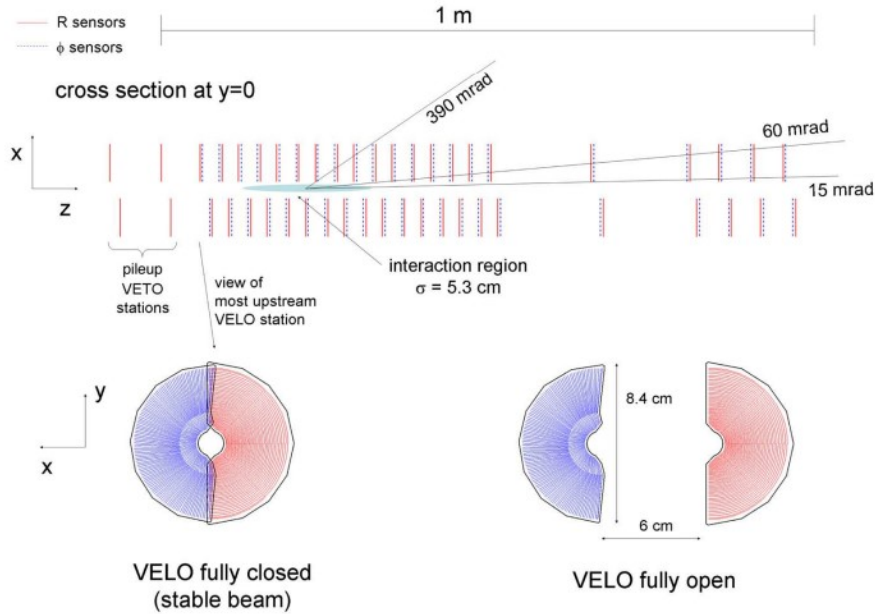 R sensors
ϕ sensors
1 m
cross section at y=0
390 mrad
60 mrad
15 mrad
x
z
interaction region
σ = 5.3 cm
pileup
VETO
stations
view of
most upstream
VELO station
y
x
8.4 cm
6 cm
VELO fully closed
(stable beam)
VELO fully open